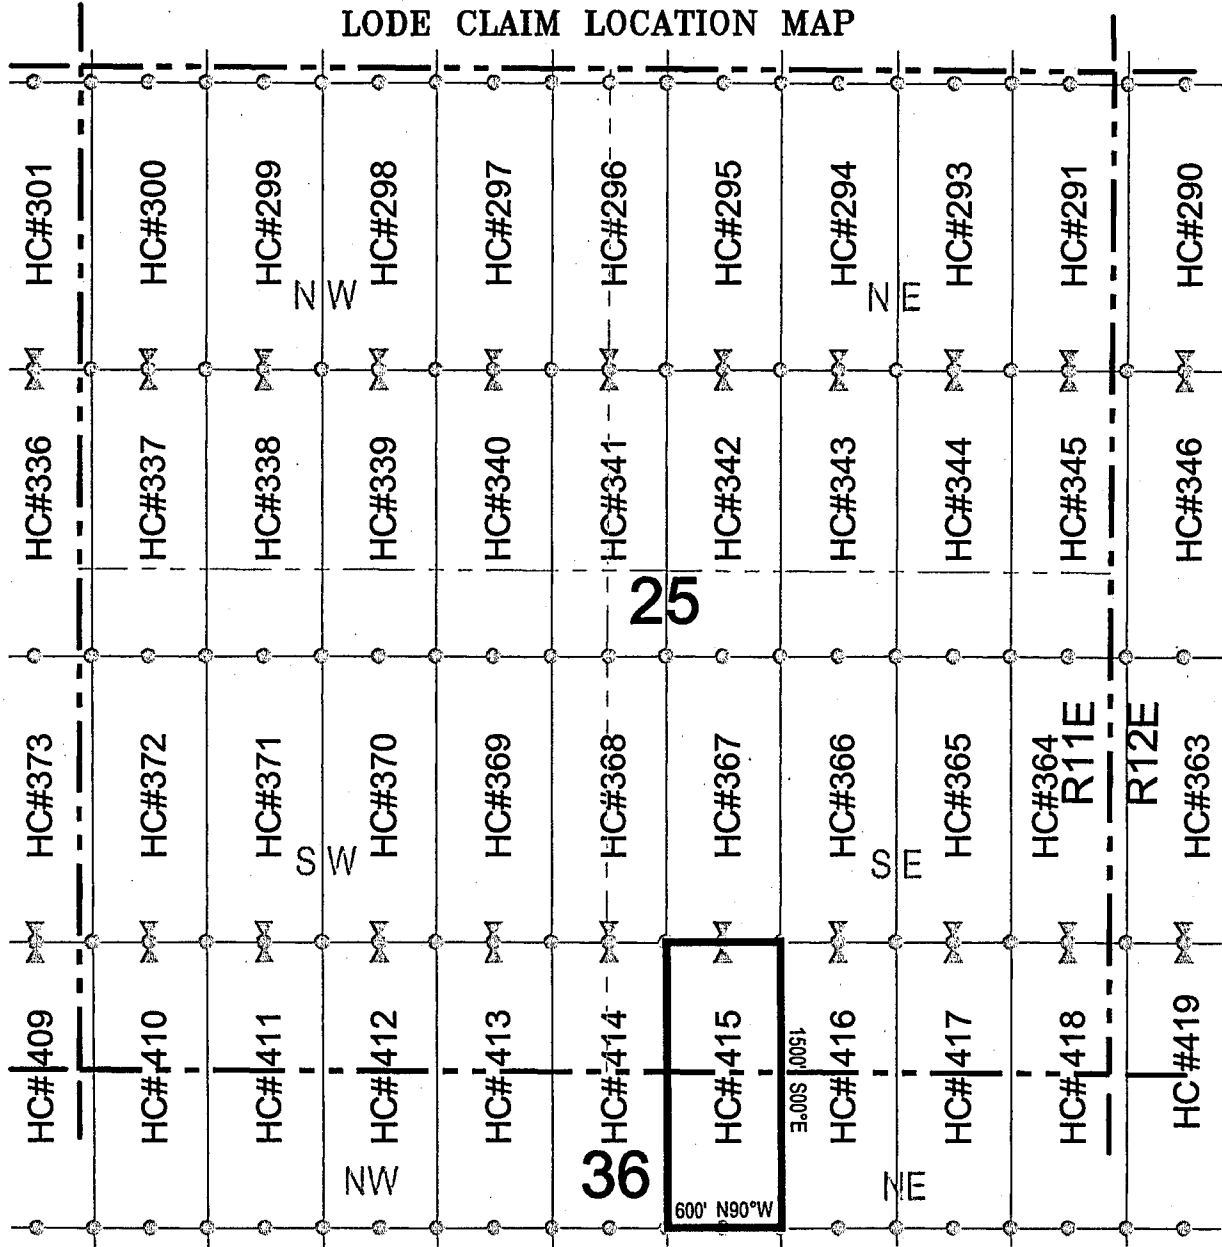 LODE CLAIM LOCATION MAP
HC#301
HC#300
HC#299
HC#298
HC#297
HC#296
HC#295
HC#294
HC#293
HC#291
HC#290
NW
NE
HC#336
HC#337
HC#338
HC#339
HC#340
HC#341
HC#342
HC#343
HC#344
HC#345
HC#346
25
HC#373
HC#372
HC#371
HC#370
HC#369
HC#368
HC#367
HC#366
HC#365
HC#364
R11E
R12E
HC#363
SW
SE
HC#409
HC#410
HC#411
HC#412
HC#413
HC#414
HC#415
1500' S00°E
HC#416
HC#417
HC#418
HC#419
NW
36
600' N90°W
NE